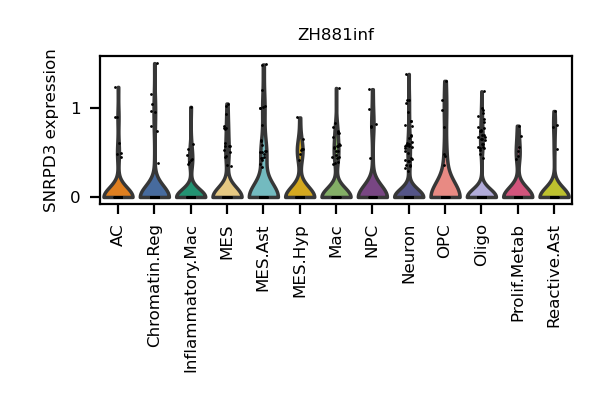 ZH881inf
SNRPD3 expression
1
0
AC
Chromatin.Reg
Inflammatory.Mac
MES
MES.Ast
MES.Hyp
Mac
NPC
Neuron
OPC
Oligo
Prolif.Metab
Reactive.Ast